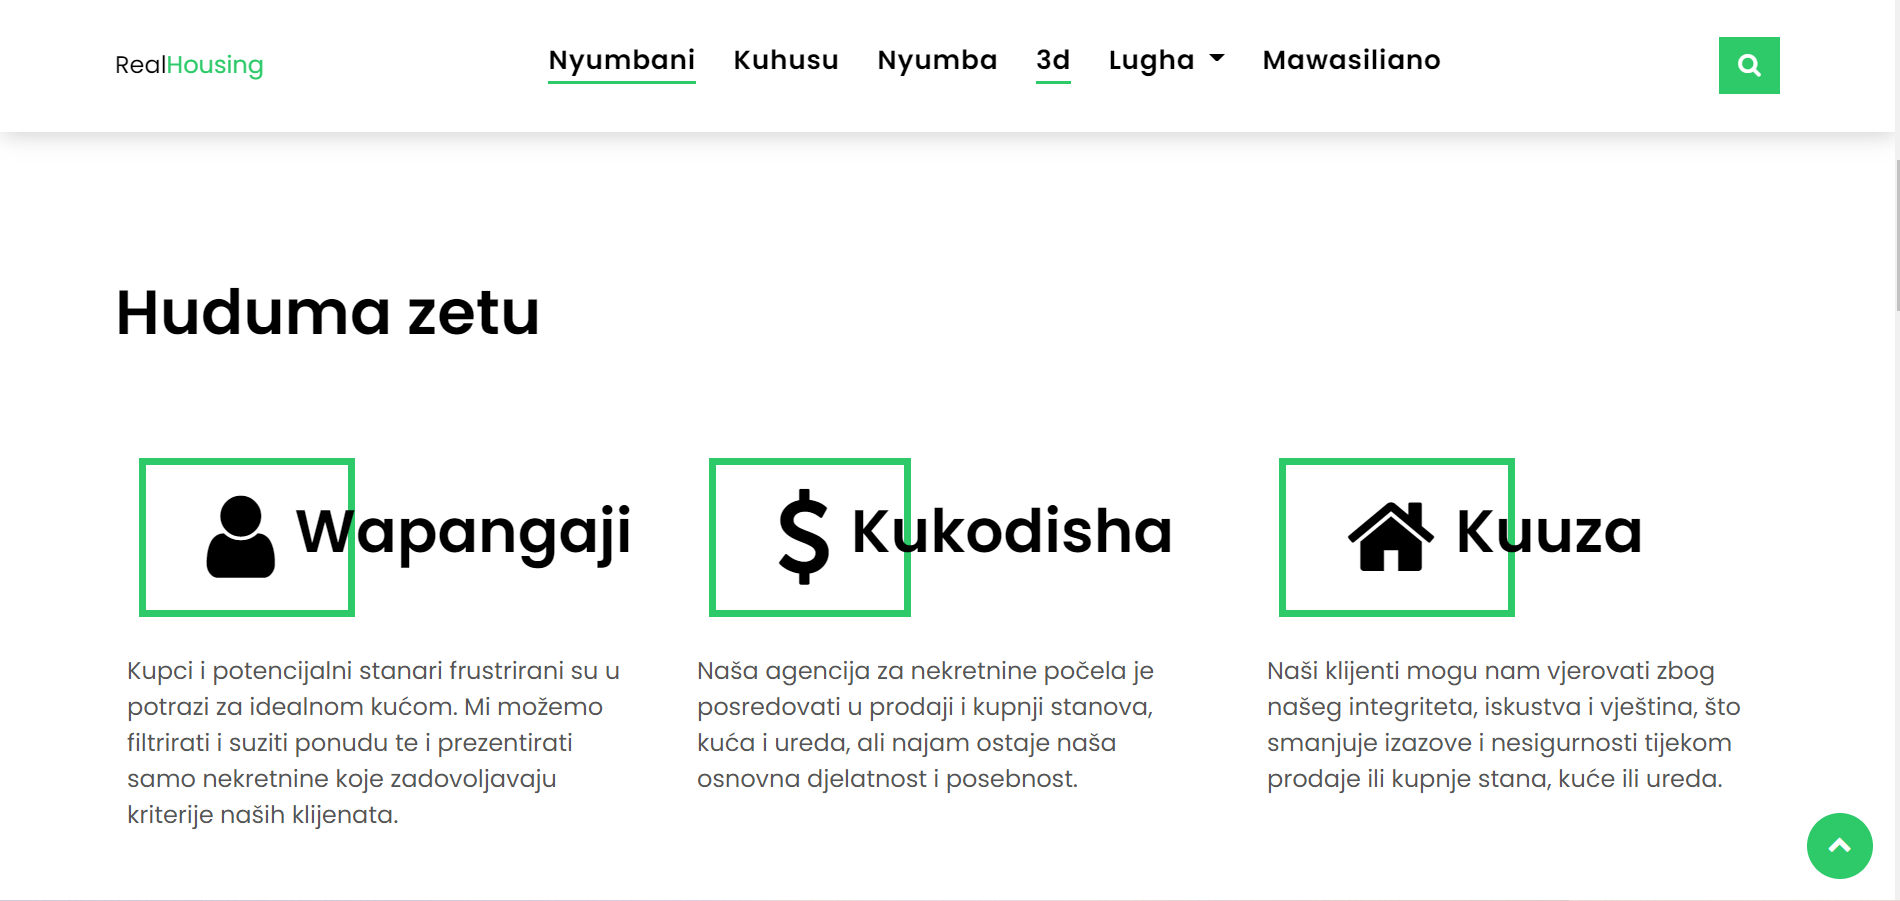 RealHousing
Nyumbani Kuhusu Nyumba 3d Lugha Mawasiliano
Huduma zetu
Wapangaji
Kupci i potencijalni stanari frustrirani su u
potrazi za idealnom kućom. Mi možemo
filtrirati i suziti ponudu te i prezentirati
samo nekretnine koje zadovoljavaju
kriterije naših klijenata.
Kukodisha
Naša agencija za nekretnine počela je
posredovati u prodaji i kupnji stanova,
kuća i ureda, ali najam ostaje naša
osnovna djelatnost i posebnost.
Kuuza
Naši klijenti mogu nam vjerovati zbog
našeg integriteta, iskustva i vještina, što
smanjuje izazove i nesigurnosti tijekom
prodaje ili kupnje stana, kuće ili ureda.